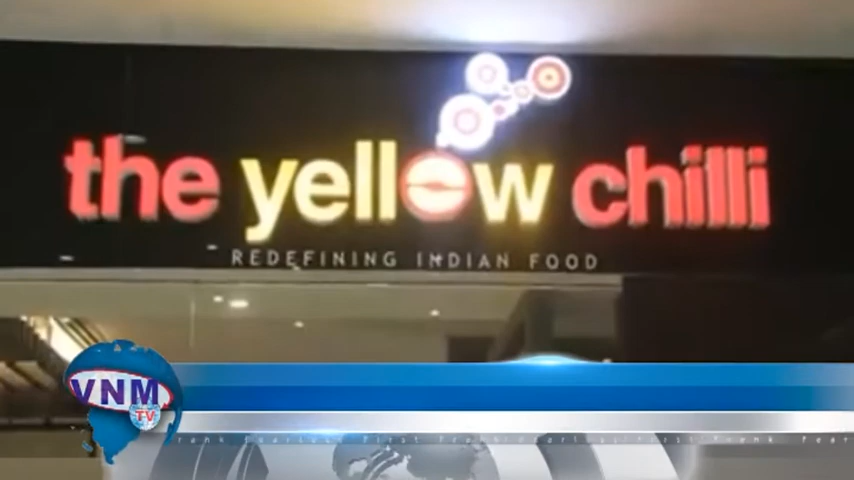 the yellow chilli
REDEFINING INDIAN FOOD
VNM
TV